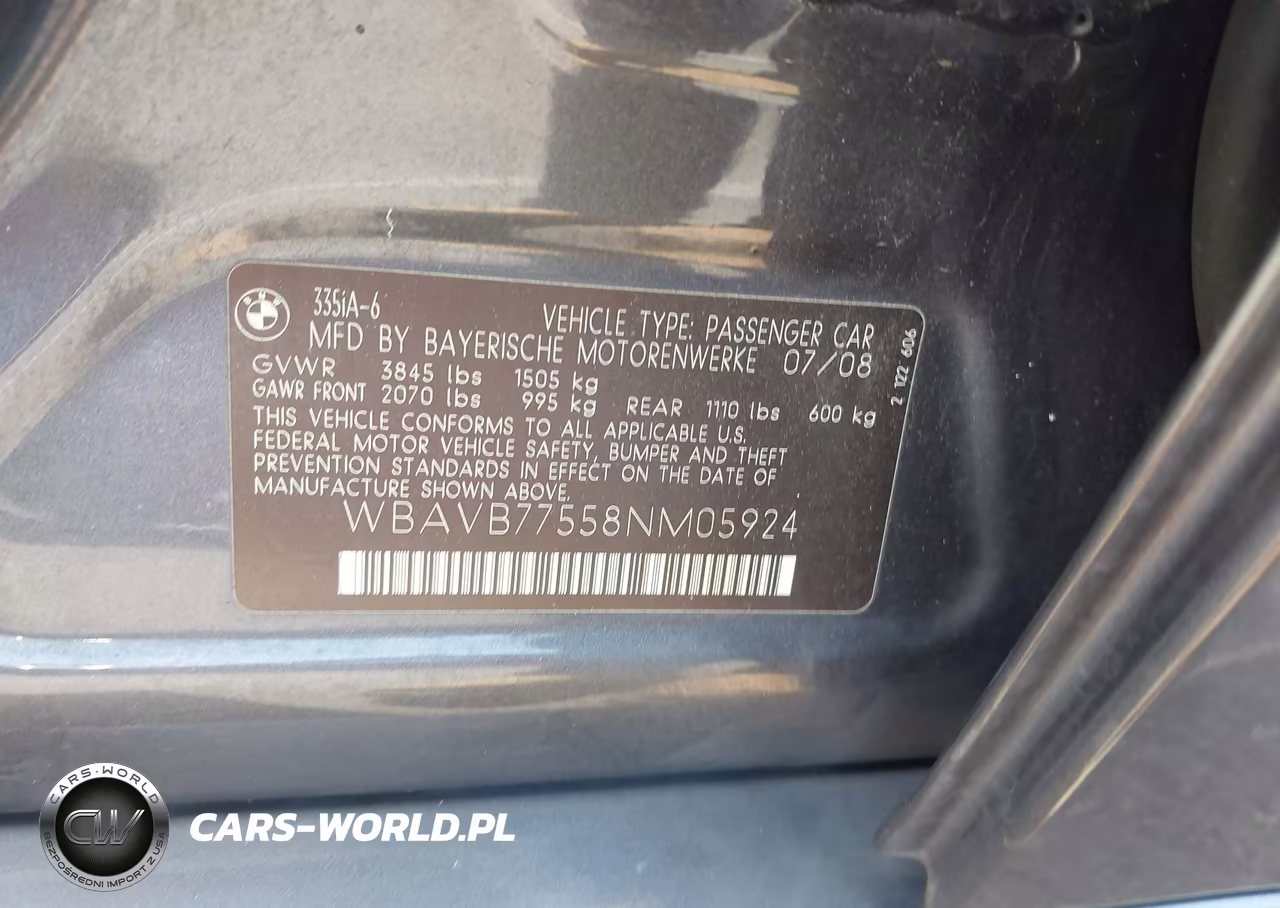 335iA-6
VEHICLE TYPE: PASSENGER CAR
MFD BY BAYERISCHE MOTORENWERKE 07/08
GVWR 3845 lbs 1505 kg
GAWR FRONT 2070 lbs 995 kg REAR 1110 lbs 600 kg
THIS VEHICLE CONFORMS TO ALL APPLICABLE U.S.
FEDERAL MOTOR VEHICLE SAFETY, BUMPER AND THEFT
PREVENTION STANDARDS IN EFFECT ON THE DATE OF
MANUFACTURE SHOWN ABOVE.
WBAVB77558NM05924
2 122 606
BMW
CARS-WORLD
CW
BEZPOŚREDNI IMPORT Z USA
CARS-WORLD.PL